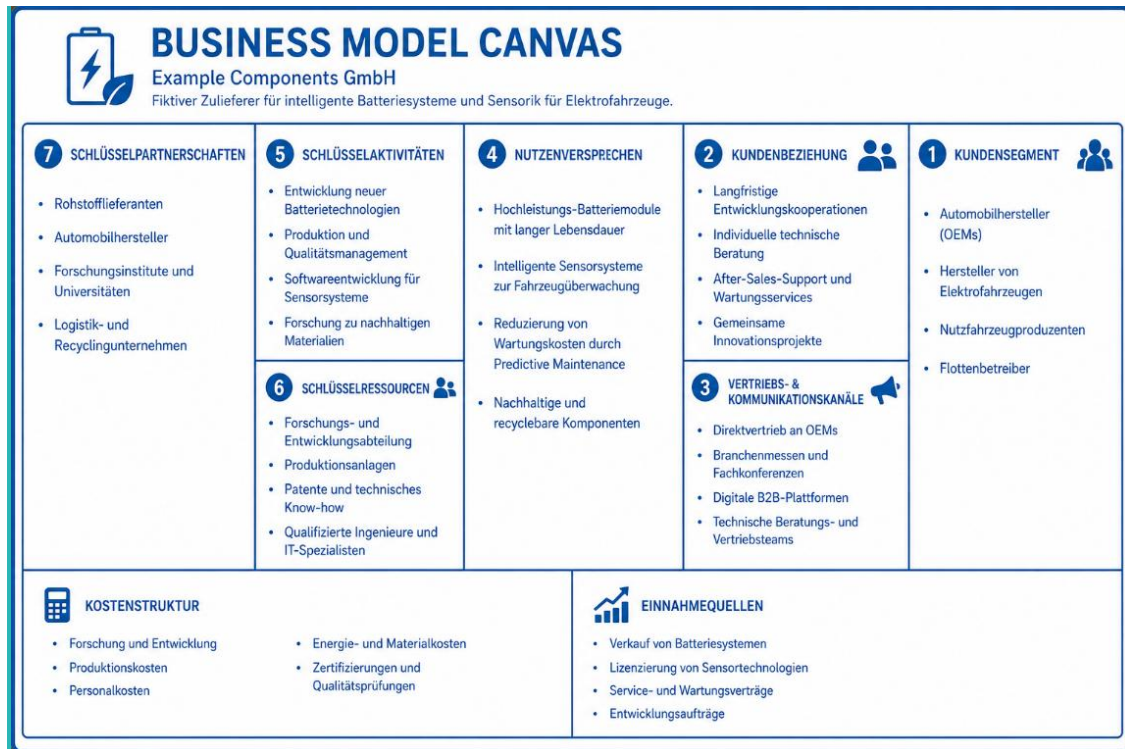 BUSINESS MODEL CANVAS
Example Components GmbH
Fiktiver Zulieferer für intelligente Batteriesysteme und Sensorik für Elektrofahrzeuge.
7 SCHLÜSSELPARTNERSCHAFTEN
• Rohstofflieferanten
• Automobilhersteller
• Forschungsinstitute und
Universitäten
• Logistik- und
Recyclingunternehmen
5 SCHLÜSSELAKTIVITÄTEN
• Entwicklung neuer
Batterietechnologien
• Produktion und
Qualitätsmanagement
• Softwareentwicklung für
Sensorsysteme
• Forschung zu nachhaltigen
Materialien
6 SCHLÜSSELRESSOURCEN
• Forschungs- und
Entwicklungsabteilung
• Produktionsanlagen
• Patente und technisches
Know-how
• Qualifizierte Ingenieure und
IT-Spezialisten
4 NUTZENVERSPRECHEN
• Hochleistungs-Batteriemodule
mit langer Lebensdauer
• Intelligente Sensorsysteme
zur Fahrzeugüberwachung
• Reduzierung von
Wartungskosten durch
Predictive Maintenance
• Nachhaltige und
recyclebare Komponenten
2 KUNDENBEZIEHUNG
• Langfristige
Entwicklungskooperationen
• Individuelle technische
Beratung
• After-Sales-Support und
Wartungsservices
• Gemeinsame
Innovationsprojekte
3 VERTRIEBS- &
KOMMUNIKATIONSKANÄLE
• Direktvertrieb an OEMs
• Branchenmessen und
Fachkonferenzen
• Digitale B2B-Plattformen
• Technische Beratungs- und
Vertriebsteams
1 KUNDENSEGMENT
• Automobilhersteller
(OEMs)
• Hersteller von
Elektrofahrzeugen
• Nutzfahrzeugproduzenten
• Flottenbetreiber
KOSTENSTRUKTUR
• Forschung und Entwicklung
• Produktionskosten
• Personalkosten
• Energie- und Materialkosten
• Zertifizierungen und
Qualitätsprüfungen
EINNAHMEQUELLEN
• Verkauf von Batteriesystemen
• Lizenzierung von Sensortechnologien
• Service- und Wartungsverträge
• Entwicklungsaufträge